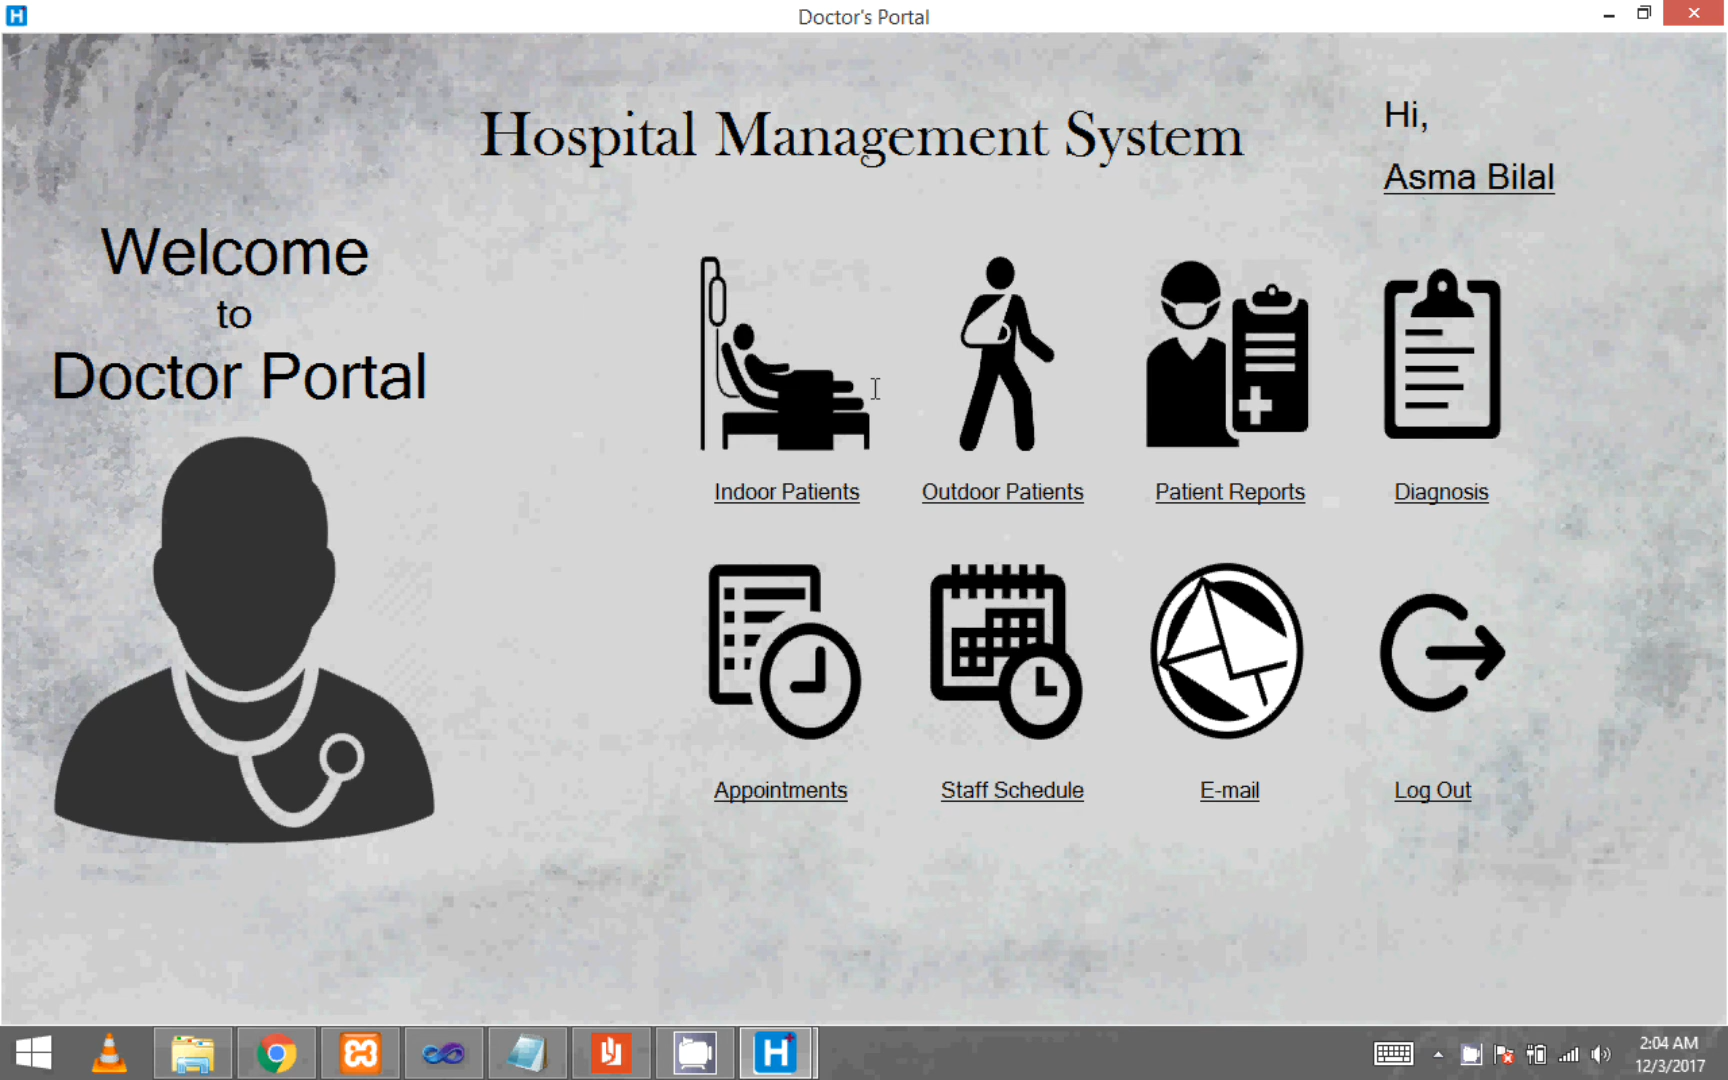 Doctor's Portal
Hospital Management System
Hi,
Asma Bilal
Welcome
to
Doctor Portal
Indoor Patients
Outdoor Patients
Patient Reports
Diagnosis
Appointments
Staff Schedule
E-mail
Log Out
2:04 AM
12/3/2017